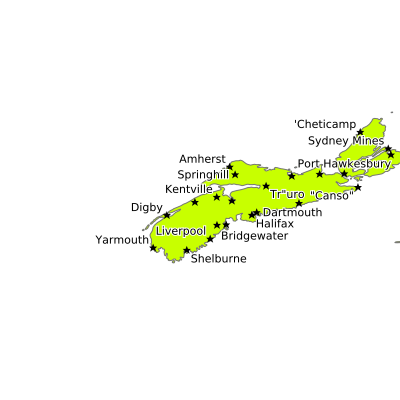 'Cheticamp
Sydney Mines
Amherst
Port Hawkesbury
Springhill
Kentville
Tr"uro
"Canso"
Digby
Dartmouth
Halifax
Liverpool
Bridgewater
Yarmouth
Shelburne